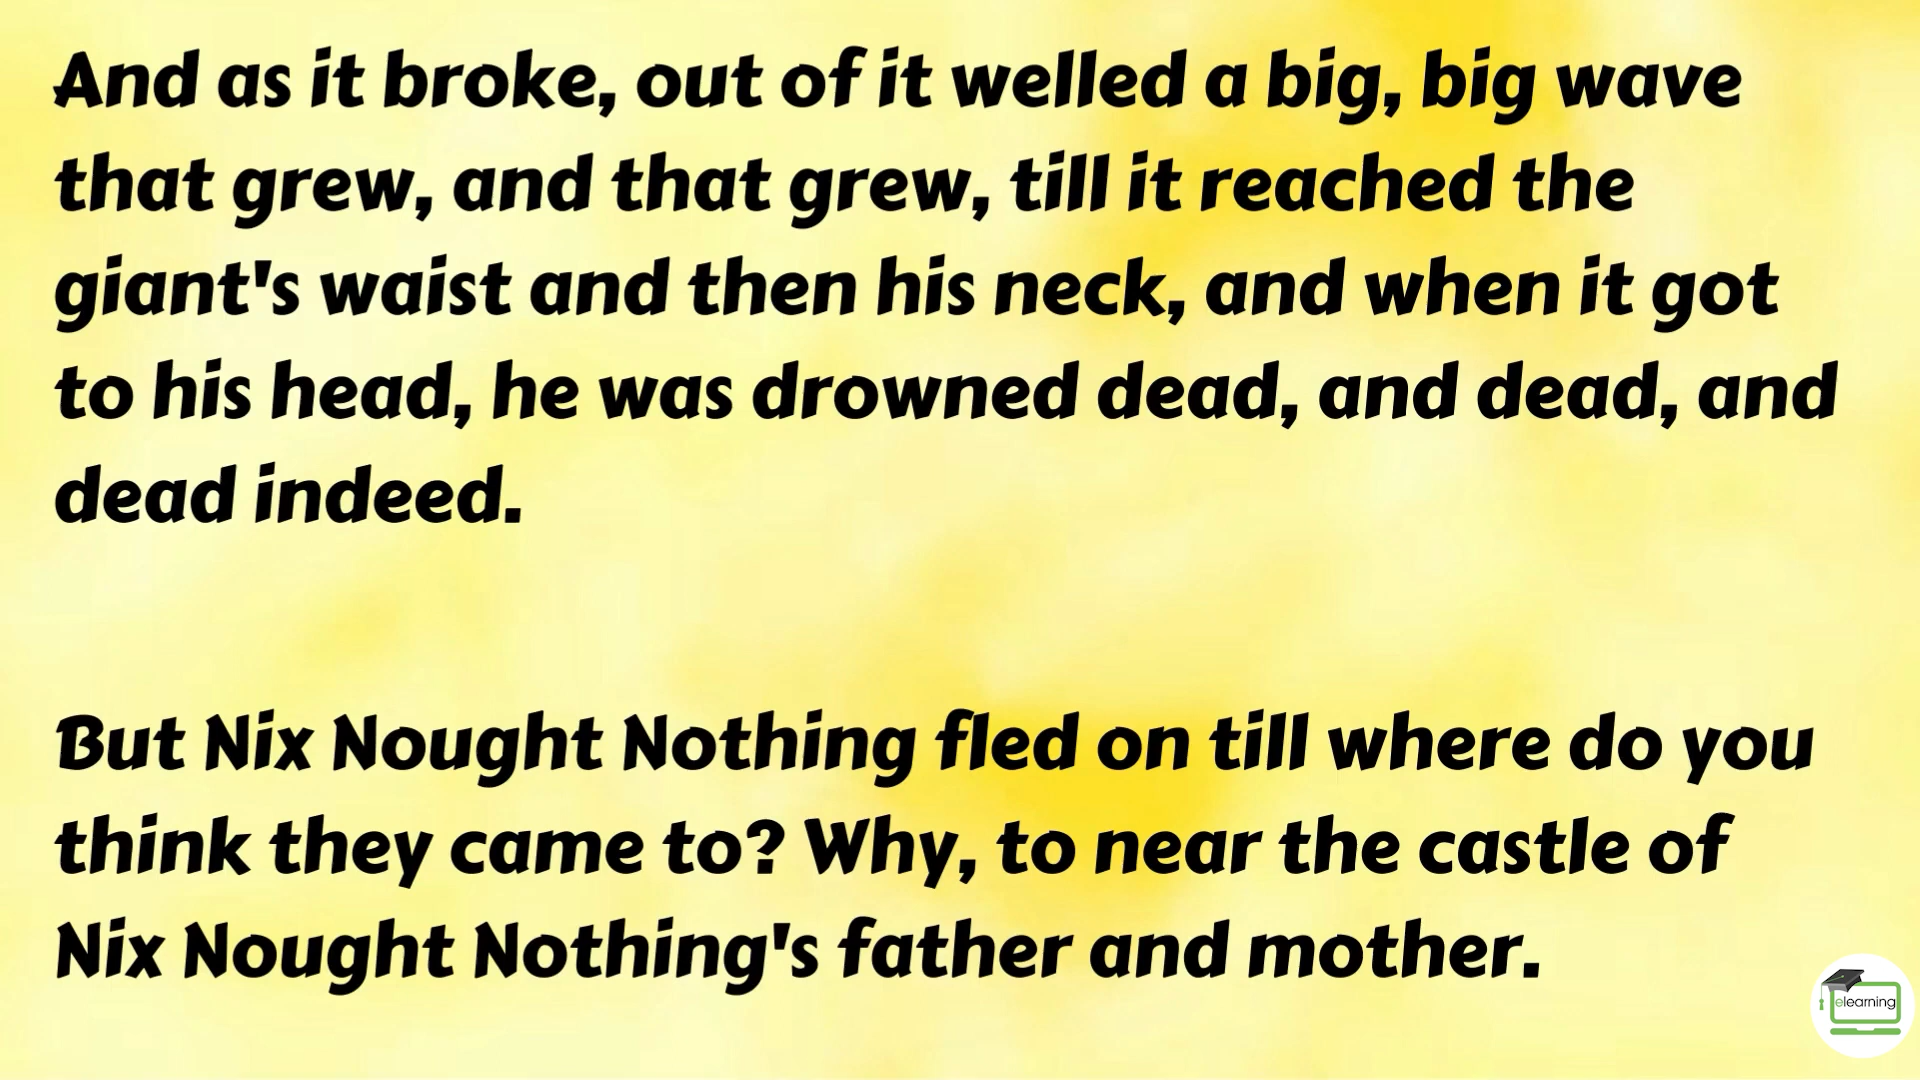 And as it broke, out of it welled a big, big wave
that grew, and that grew, till it reached the
giant's waist and then his neck, and when it got
to his head, he was drowned dead, and dead, and
dead indeed.
But Nix Nought Nothing fled on till where do you
think they came to? Why, to near the castle of
Nix Nought Nothing's father and mother.
elearning